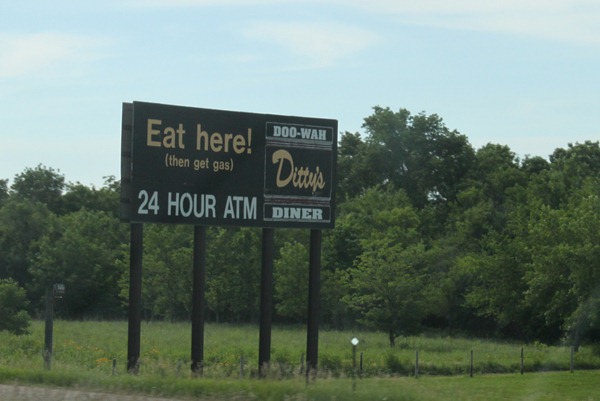 Eat here!
(then get gas)
24 HOUR ATM
DOO-WAH
Ditty's
DINER